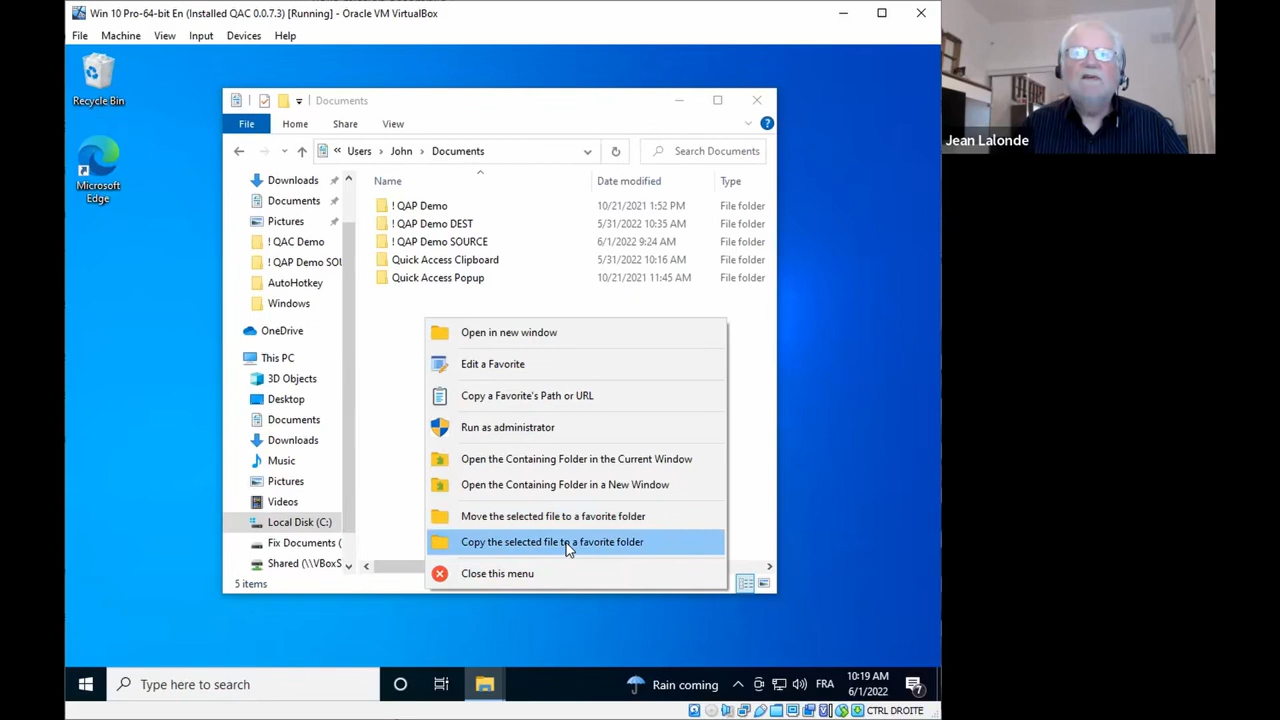 Win 10 Pro-64-bit En (Installed QAC 0.0.7.3) [Running] - Oracle VM VirtualBox
File Machine View Input Devices Help
Recycle Bin
Microsoft
Edge
Documents
File Home Share View
« Users > John > Documents
Search Documents
Downloads
Documents
Pictures
! QAC Demo
! QAP Demo SOU
AutoHotkey
Windows
OneDrive
This PC
3D Objects
Desktop
Documents
Downloads
Music
Pictures
Videos
Local Disk (C:)
Fix Documents (
Shared (\\VBoxS
Name Date modified Type
! QAP Demo 10/21/2021 1:52 PM File folder
! QAP Demo DEST 5/31/2022 10:35 AM File folder
! QAP Demo SOURCE 6/1/2022 9:24 AM File folder
Quick Access Clipboard 5/31/2022 10:16 AM File folder
Quick Access Popup 10/21/2021 11:45 AM File folder
Open in new window
Edit a Favorite
Copy a Favorite's Path or URL
Run as administrator
Open the Containing Folder in the Current Window
Open the Containing Folder in a New Window
Move the selected file to a favorite folder
Copy the selected file to a favorite folder
Close this menu
5 items
Type here to search
Rain coming
FRA
10:19 AM
6/1/2022
7
CTRL DROITE
Jean Lalonde